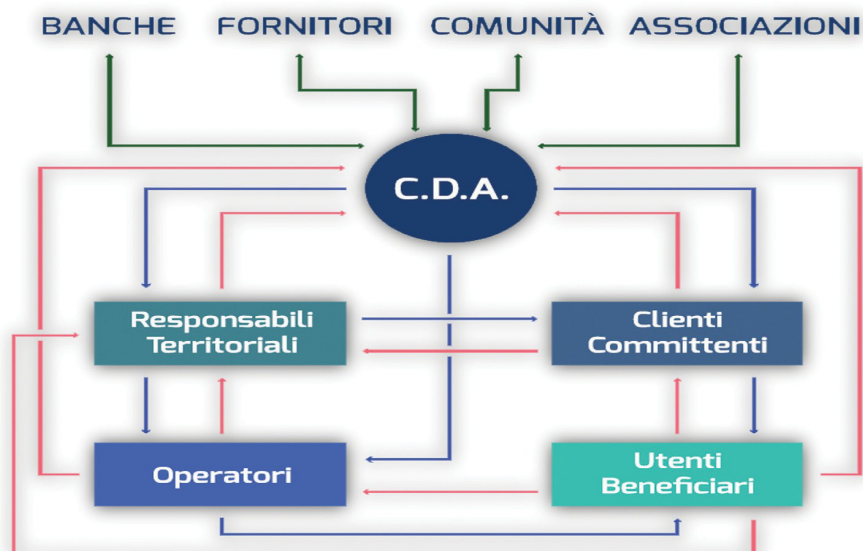 BANCHE FORNITORI COMUNITÀ ASSOCIAZIONI
C.D.A.
Responsabili
Territoriali
Clienti
Committenti
Operatori
Utenti
Beneficiari